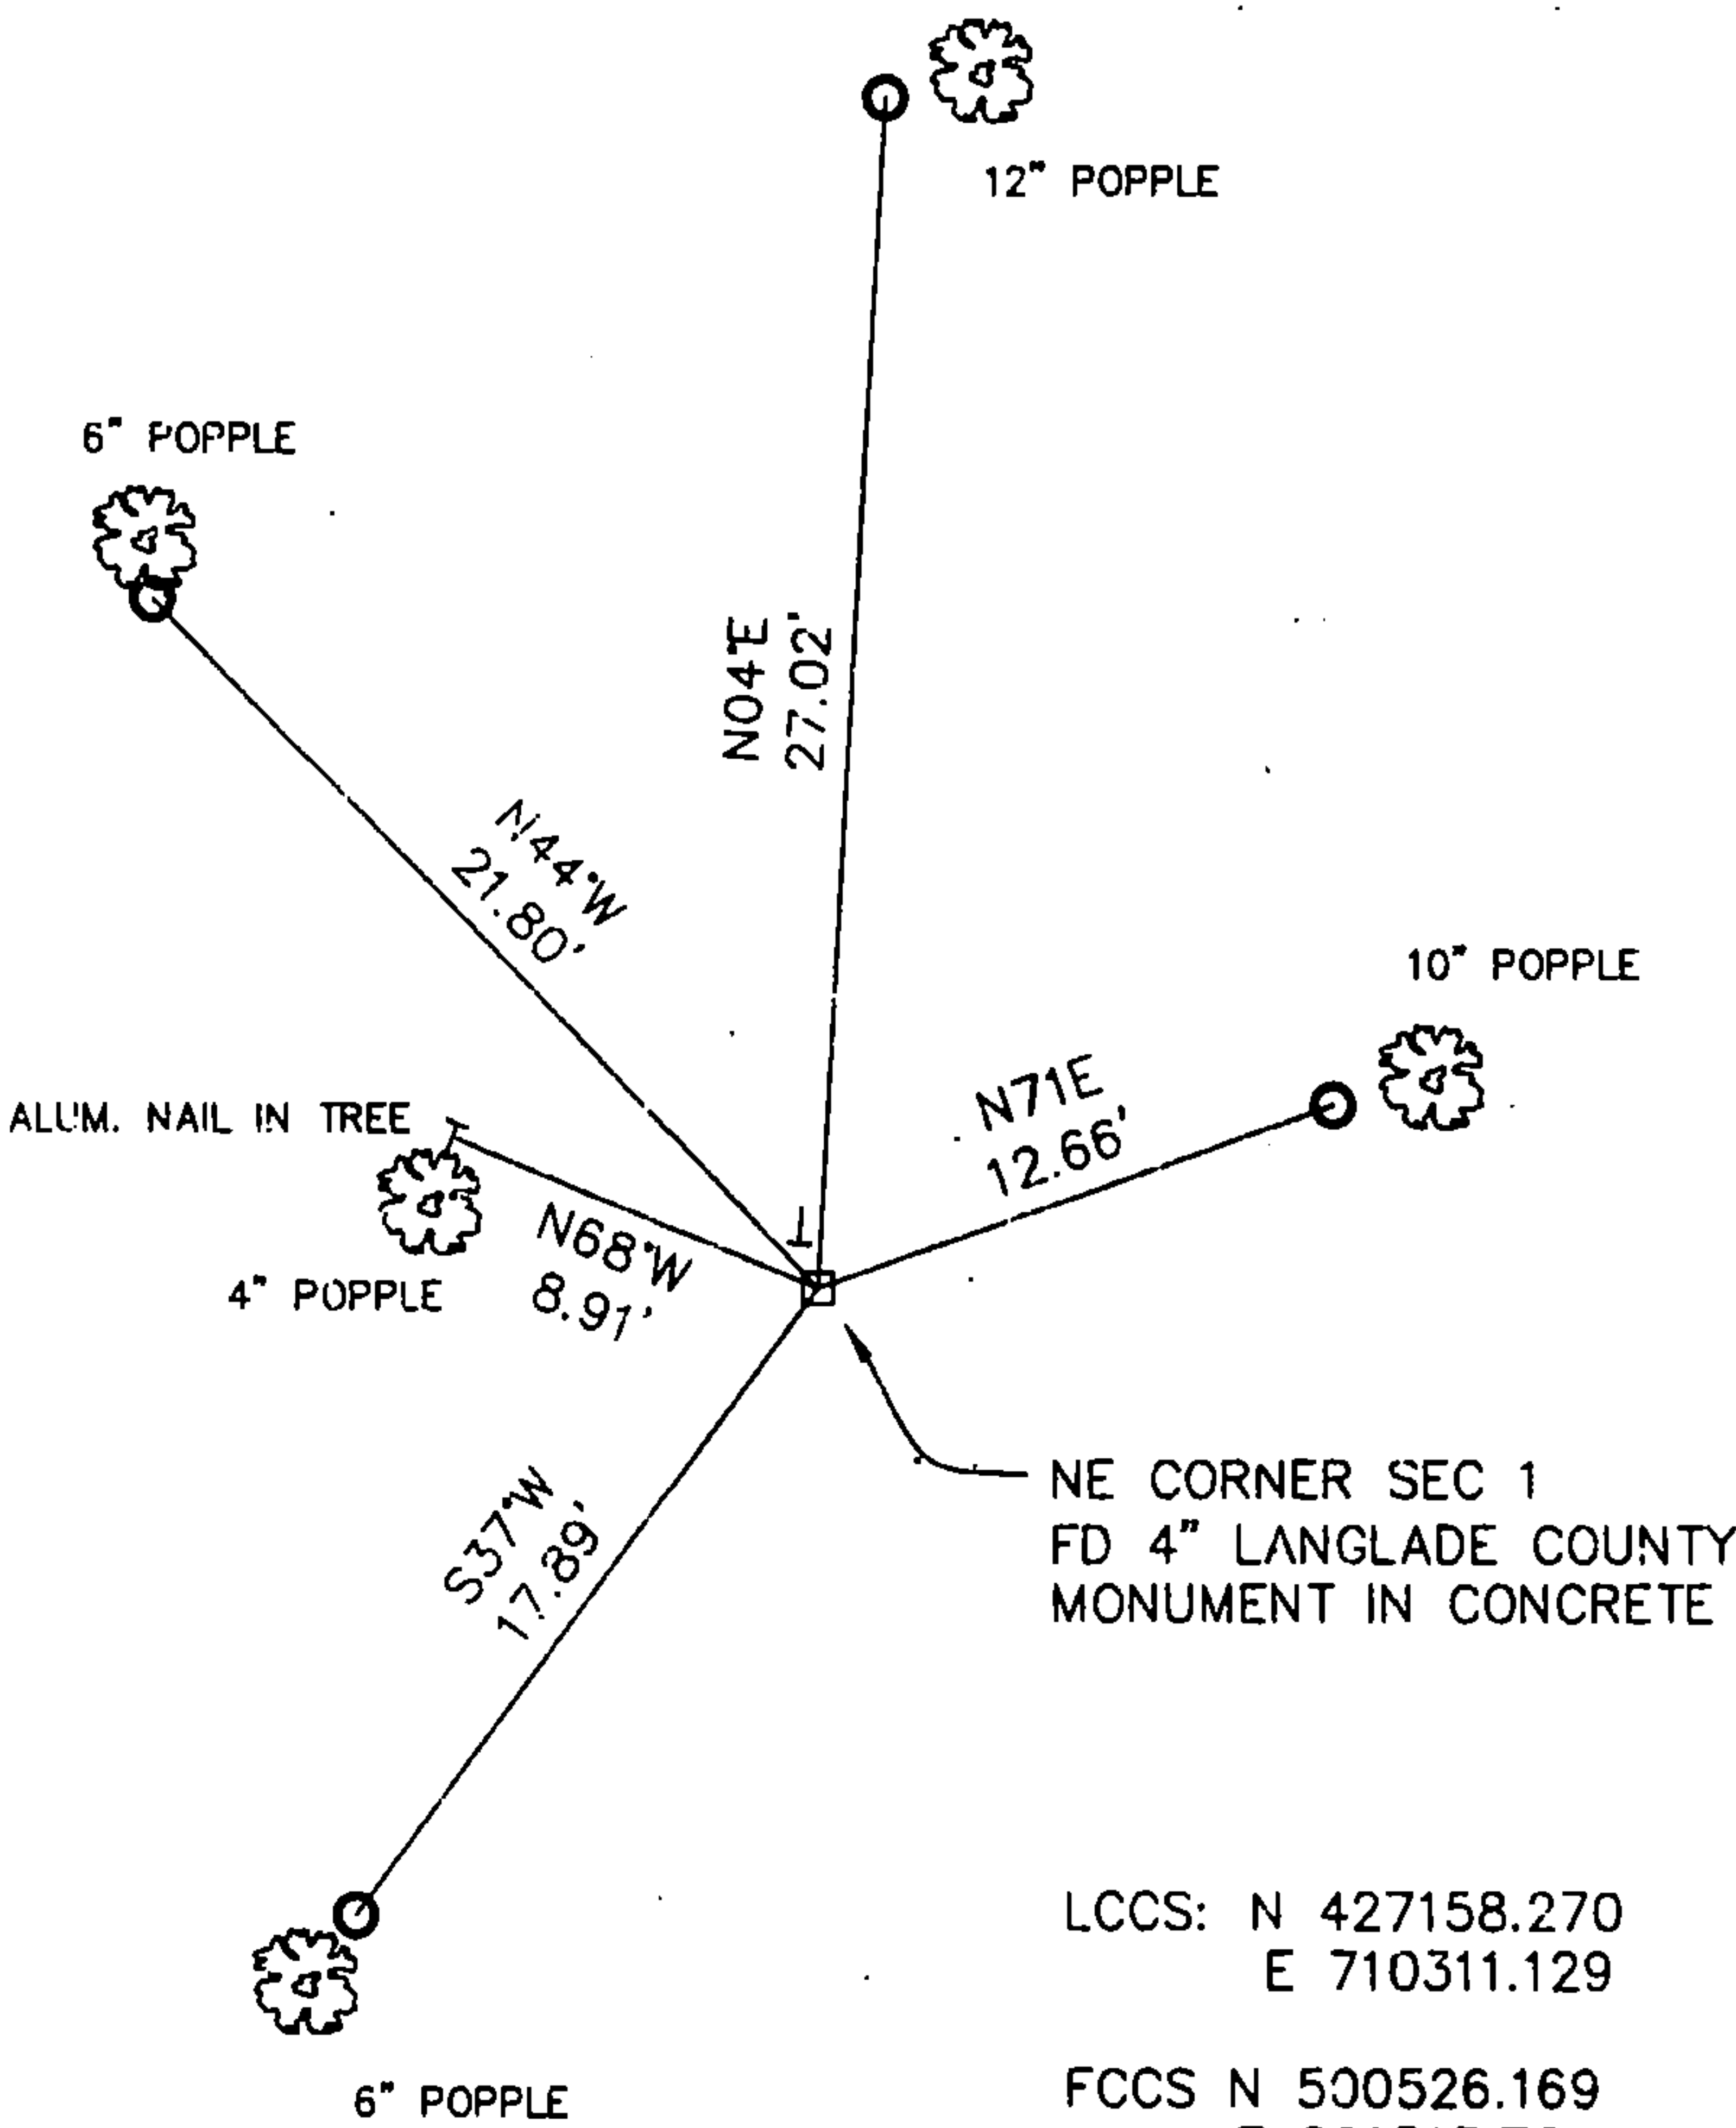 12" POPPLE
6" POPPLE
N04°E
27.02'
N44°W
21.80'
10" POPPLE
N71E
12.66'
ALUM. NAIL IN TREE
N68°W
8.91'
4" POPPLE
NE CORNER SEC 1
FD 4" LANGLADE COUNTY
MONUMENT IN CONCRETE
S37°W
17.89'
LCCS: N 427158.270
E 710311.129
FCCS N 500526.169
6" POPPLE